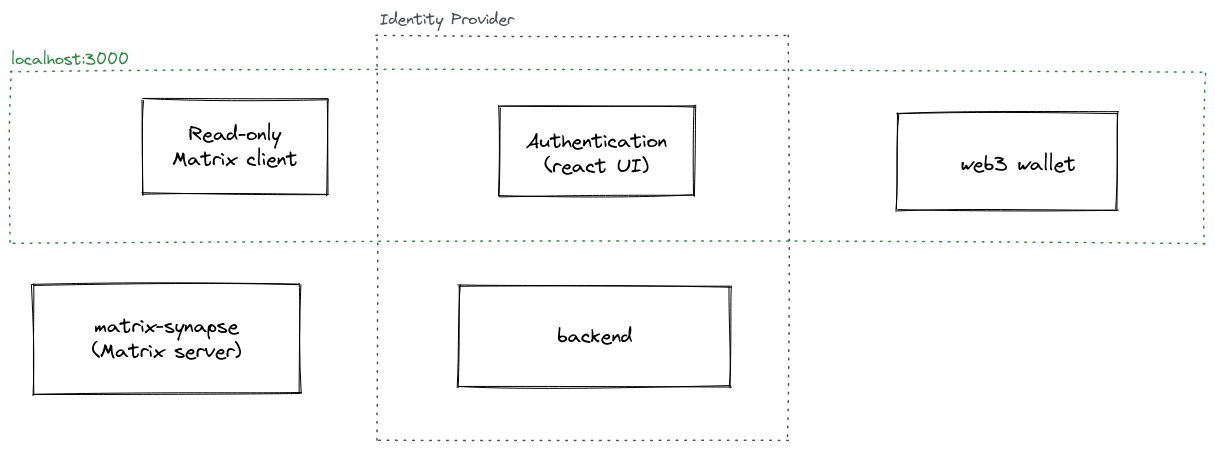 Identity Provider
localhost:3000
Read-only
Matrix client
Authentication
(react UI)
web3 wallet
matrix-synapse
(Matrix server)
backend